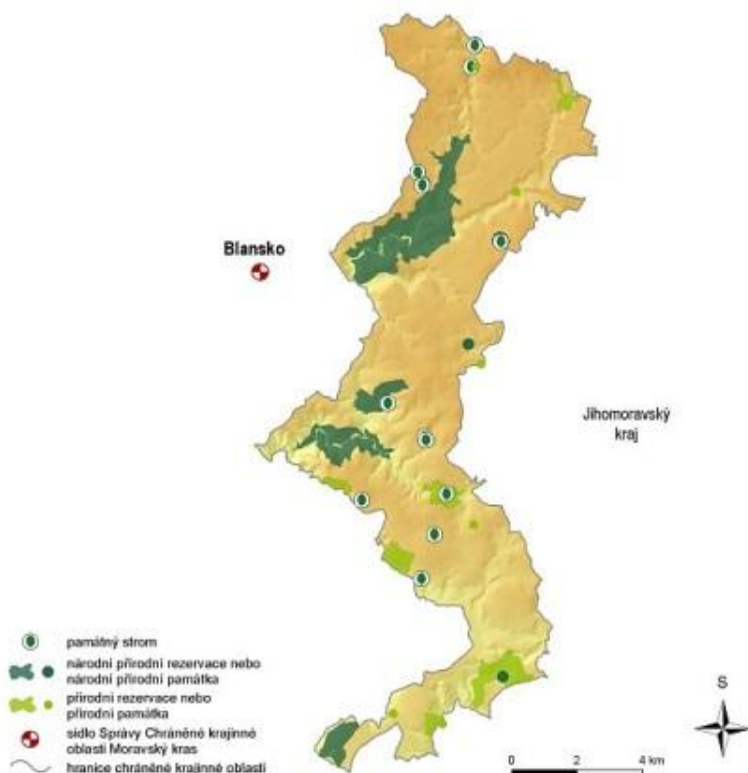 Blansko
Jihomoravský
kraj
památný strom
národní přírodní rezervace nebo
národní přírodní památka
přírodní rezervace nebo
přírodní památka
sídlo Správy Chráněné krajinné
oblasti Moravský kras
hranice chráněné krajinné oblasti
S
0 2 4 km